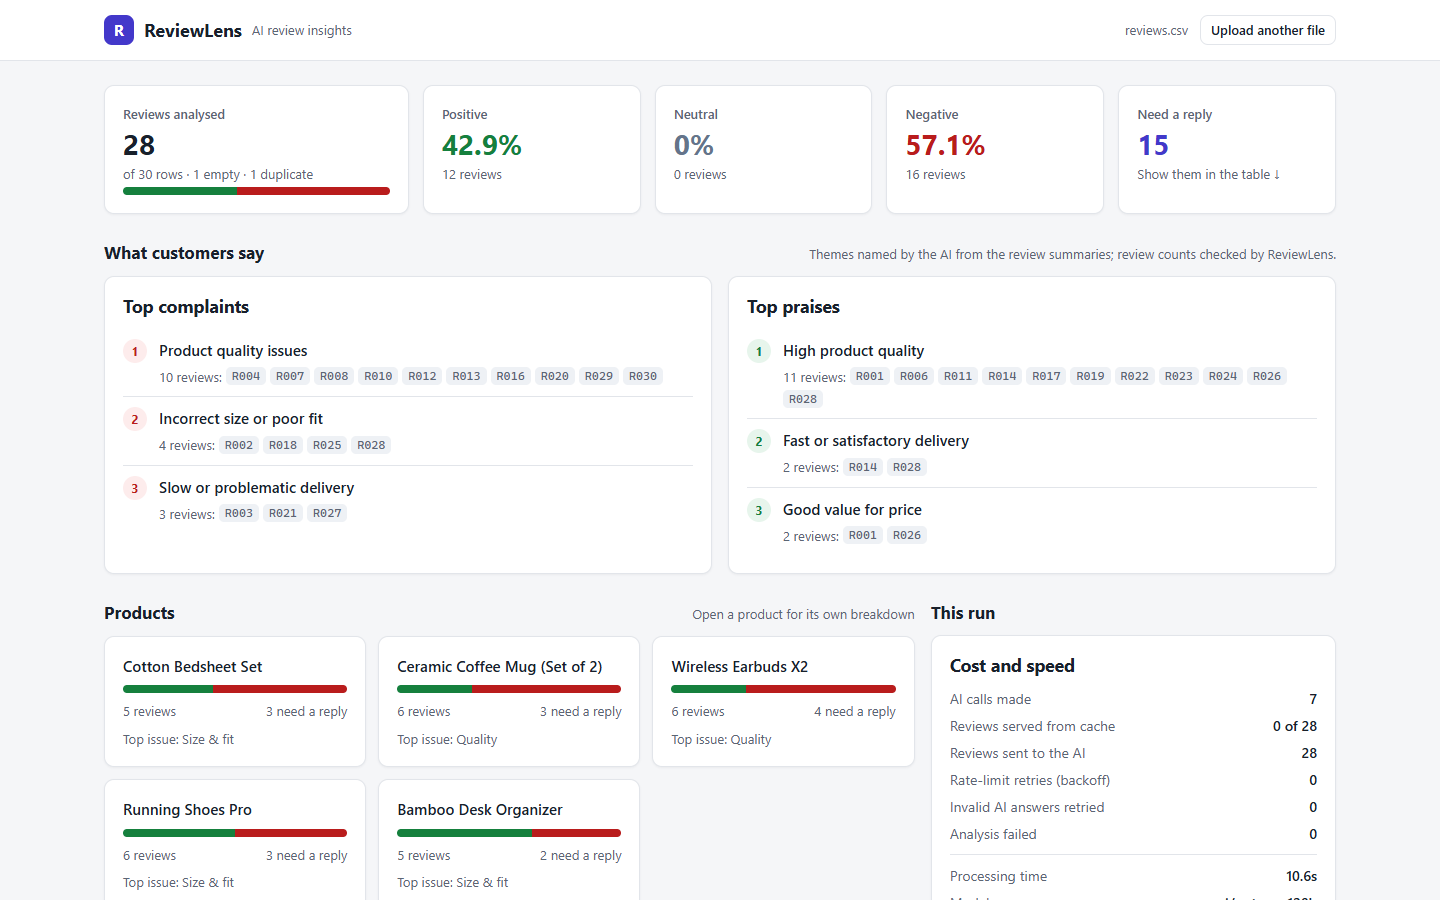 R ReviewLens AI review insights
reviews.csv Upload another file
Reviews analysed
28
of 30 rows · 1 empty · 1 duplicate
Positive
42.9%
12 reviews
Neutral
0%
0 reviews
Negative
57.1%
16 reviews
Need a reply
15
Show them in the table ↓
What customers say
Themes named by the AI from the review summaries; review counts checked by ReviewLens.
Top complaints
1 Product quality issues
10 reviews: R004 R007 R008 R010 R012 R013 R016 R020 R029 R030
2 Incorrect size or poor fit
4 reviews: R002 R018 R025 R028
3 Slow or problematic delivery
3 reviews: R003 R021 R027
Top praises
1 High product quality
11 reviews: R001 R006 R011 R014 R017 R019 R022 R023 R024 R026
R028
2 Fast or satisfactory delivery
2 reviews: R014 R028
3 Good value for price
2 reviews: R001 R026
Products
Open a product for its own breakdown
Cotton Bedsheet Set
5 reviews 3 need a reply
Top issue: Size & fit
Ceramic Coffee Mug (Set of 2)
6 reviews 3 need a reply
Top issue: Quality
Wireless Earbuds X2
6 reviews 4 need a reply
Top issue: Quality
Running Shoes Pro
6 reviews 3 need a reply
Top issue: Size & fit
Bamboo Desk Organizer
5 reviews 2 need a reply
Top issue: Size & fit
This run
Cost and speed
AI calls made 7
Reviews served from cache 0 of 28
Reviews sent to the AI 28
Rate-limit retries (backoff) 0
Invalid AI answers retried 0
Analysis failed 0
Processing time 10.6s